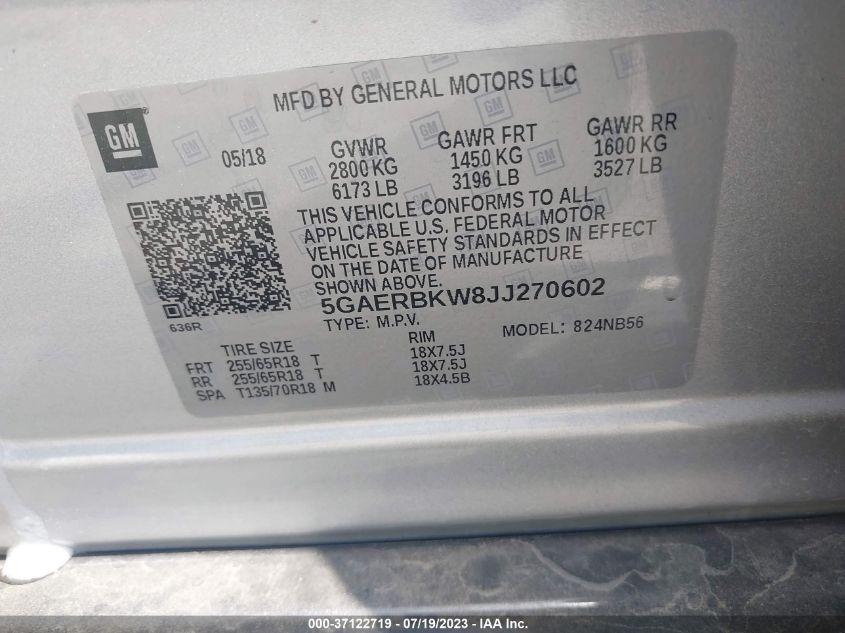 MFD BY GENERAL MOTORS LLC
GM
05/18
GVWR
2800 KG
6173 LB
GAWR FRT
1450 KG
3196 LB
GAWR RR
1600 KG
3527 LB
THIS VEHICLE CONFORMS TO ALL
APPLICABLE U.S. FEDERAL MOTOR
VEHICLE SAFETY STANDARDS IN EFFECT
ON THE DATE OF MANUFACTURE
SHOWN ABOVE.
5GAERBKW8JJ270602
636R
TYPE: M.P.V.
MODEL: 824NB56
TIRE SIZE RIM
FRT 255/65R18 T 18X7.5J
RR 255/65R18 T 18X7.5J
SPA T135/70R18 M 18X4.5B
000-37122719 - 07/19/2023 - IAA Inc.